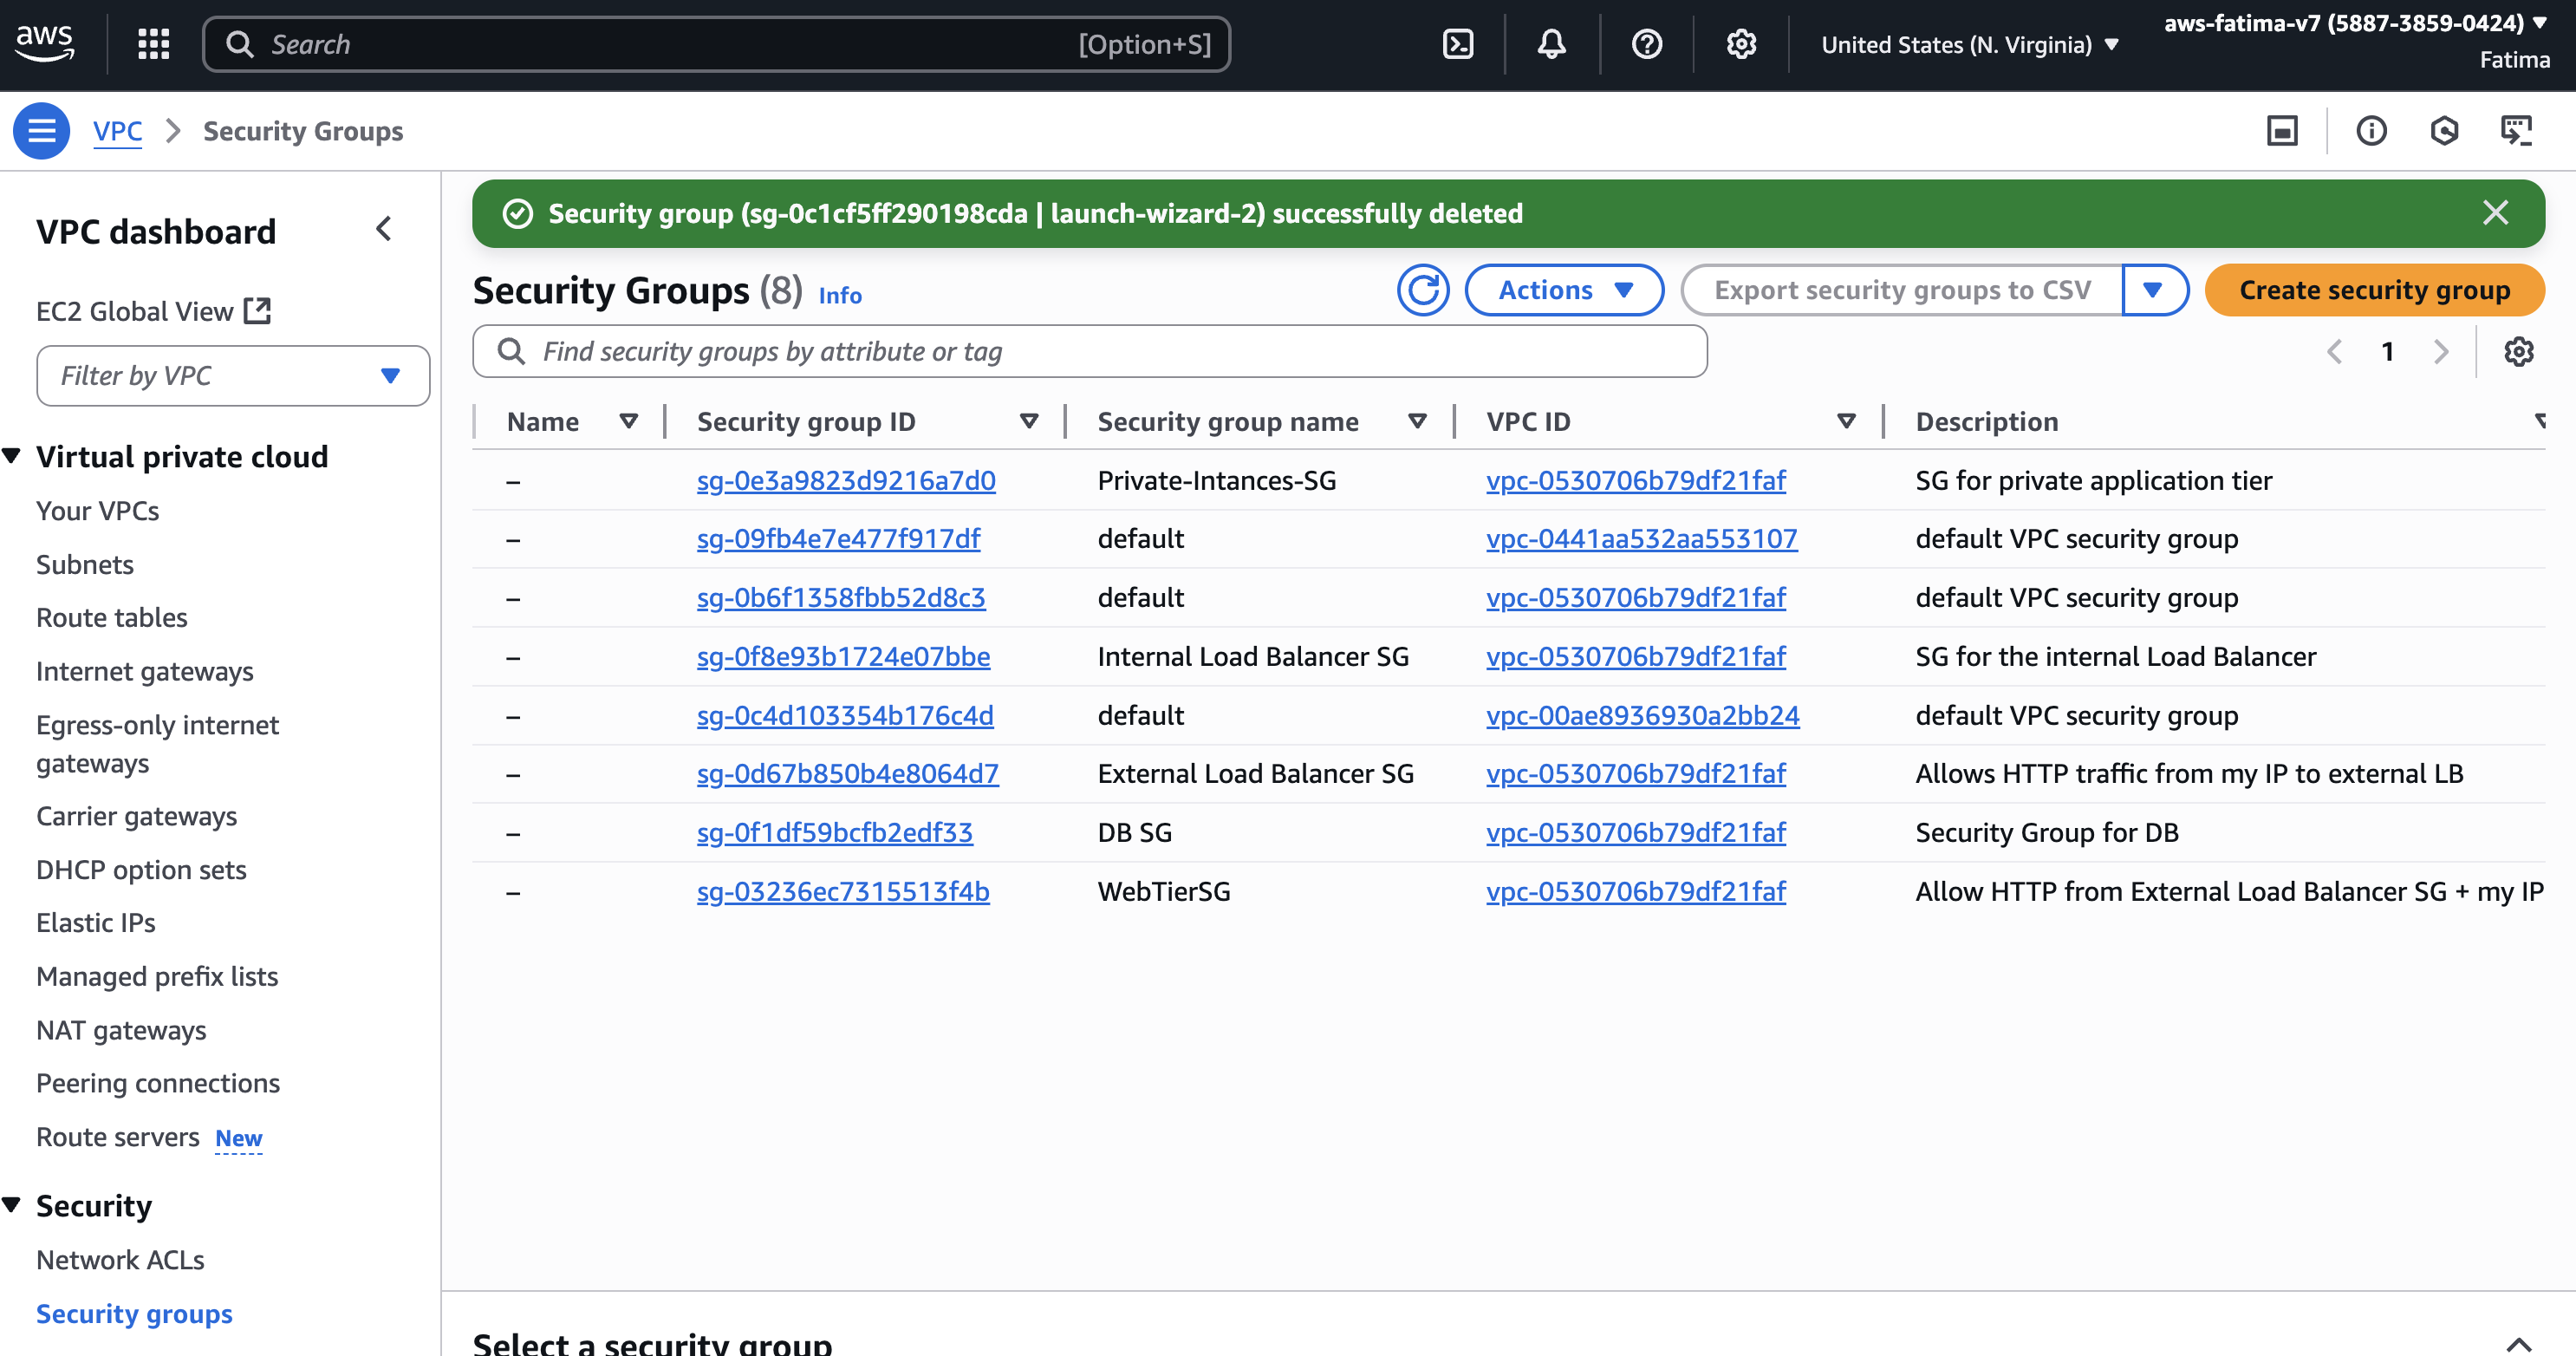 aws
Search [Option+S]
United States (N. Virginia)
aws-fatima-v7 (5887-3859-0424)
Fatima
VPC
Security Groups
VPC dashboard
EC2 Global View
Filter by VPC
Virtual private cloud
Your VPCs
Subnets
Route tables
Internet gateways
Egress-only internet
gateways
Carrier gateways
DHCP option sets
Elastic IPs
Managed prefix lists
NAT gateways
Peering connections
Route servers New
Security
Network ACLs
Security groups
Security group (sg-0c1cf5ff290198cda | launch-wizard-2) successfully deleted
Security Groups (8) Info
Actions
Export security groups to CSV
Create security group
Find security groups by attribute or tag
1
Name Security group ID Security group name VPC ID Description
– sg-0e3a9823d9216a7d0 Private-Intances-SG vpc-0530706b79df21faf SG for private application tier
– sg-09fb4e7e477f917df default vpc-0441aa532aa553107 default VPC security group
– sg-0b6f1358fbb52d8c3 default vpc-0530706b79df21faf default VPC security group
– sg-0f8e93b1724e07bbe Internal Load Balancer SG vpc-0530706b79df21faf SG for the internal Load Balancer
– sg-0c4d103354b176c4d default vpc-00ae8936930a2bb24 default VPC security group
– sg-0d67b850b4e8064d7 External Load Balancer SG vpc-0530706b79df21faf Allows HTTP traffic from my IP to external LB
– sg-0f1df59bcfb2edf33 DB SG vpc-0530706b79df21faf Security Group for DB
– sg-03236ec7315513f4b WebTierSG vpc-0530706b79df21faf Allow HTTP from External Load Balancer SG + my IP
Select a security group